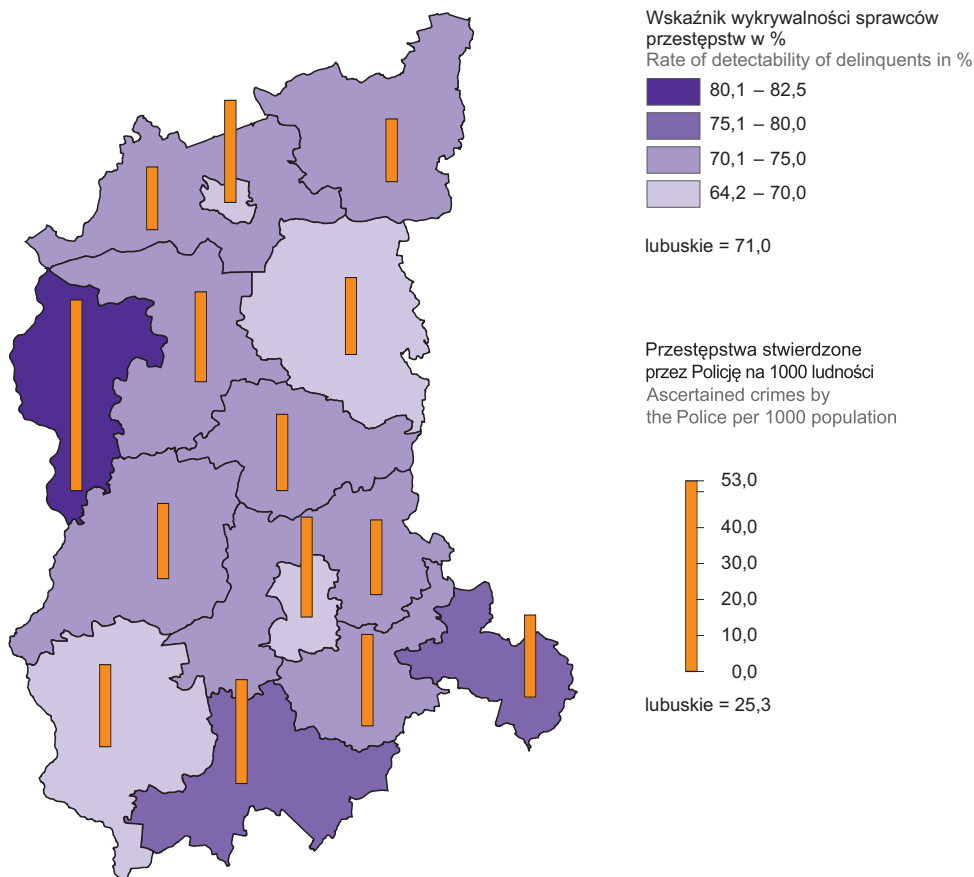 Wskaźnik wykrywalności sprawców
przestępstw w %
Rate of detectability of delinquents in %
80,1 – 82,5
75,1 – 80,0
70,1 – 75,0
64,2 – 70,0
lubuskie = 71,0
Przestępstwa stwierdzone
przez Policję na 1000 ludności
Ascertained crimes by
the Police per 1000 population
53,0
40,0
30,0
20,0
10,0
0,0
lubuskie = 25,3